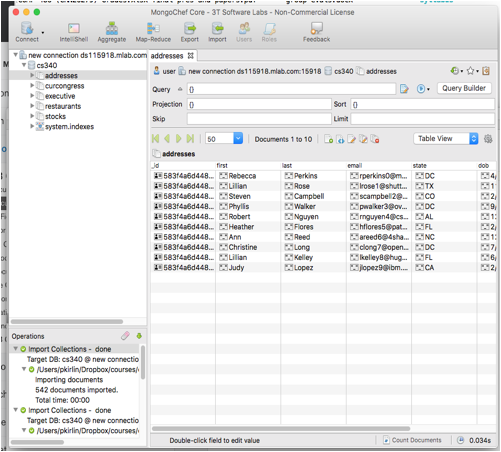 MongoChef Core - 3T Software Labs - Non-Commercial License
Connect IntelliShell Aggregate Map-Reduce Export Import Users Roles Feedback
new connection ds115918.mlab.com:
cs340
addresses
curcongress
executive
restaurants
stocks
system.indexes
addresses
user new connection ds115918.mlab.com:15918 cs340 addresses
Query {} Query Builder
Projection {} Sort {}
Skip Limit
50 Documents 1 to 10 Table View
addresses
_id first last email state dob
583f4a6d448... Rebecca Perkins rperkins0@m... DC 4/
583f4a6d448... Lillian Rose lrose1@shutt... TX 1
583f4a6d448... Steven Campbell scampbell2@... DC 2/
583f4a6d448... Phyllis Walker pwalker3@ov... DC 9/
583f4a6d448... Robert Nguyen mguyen4@cs... AL 1
583f4a6d448... Heather Flores hflores5@pat... FL 2/
583f4a6d448... Ann Reed areed6@4sha... NC 1
583f4a6d448... Christine Long clong7@open... DC 7/
583f4a6d448... Lillian Kelley lkelley8@hug... FL 6/
583f4a6d448... Judy Lopez jlopez9@ibm... CA 2/
Operations
Import Collections - done
Target DB: cs340 @ new connectio
/Users/pkirlin/Dropbox/courses/
Importing documents
542 documents imported.
Total time: 00:00
Import Collections - done
Target DB: cs340 @ new connectio
/Users/pkirlin/Dropbox/courses/
Double-click field to edit value Count Documents 0.034s